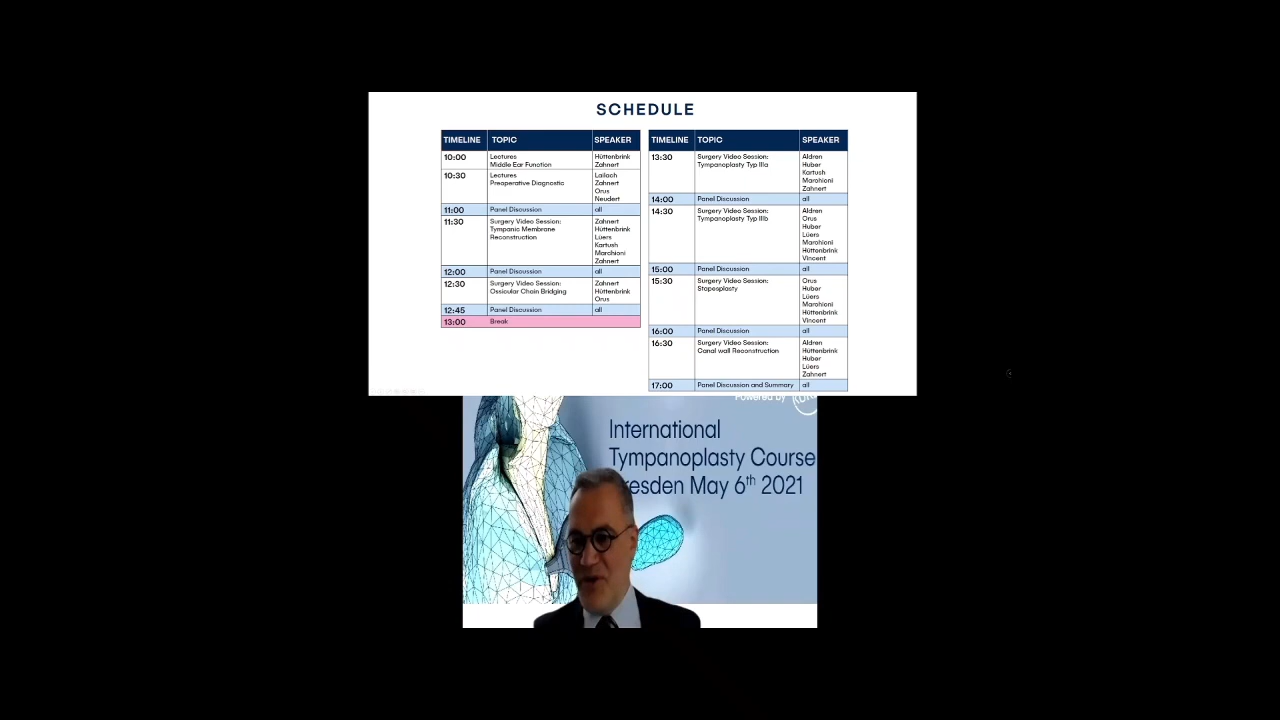 SCHEDULE
TIMELINE TOPIC SPEAKER
10:00 Lectures Hüttenbrink
Middle Ear Function Zahnert
10:30 Lectures Lailach
Preoperative Diagnostic Zahnert
Orus
Neudert
11:00 Panel Discussion all
11:30 Surgery Video Session: Zahnert
Tympanic Membrane Hüttenbrink
Reconstruction Lüers
Kartush
Marchioni
Zahnert
12:00 Panel Discussion all
12:30 Surgery Video Session: Zahnert
Ossicular Chain Bridging Hüttenbrink
Orus
12:45 Panel Discussion all
13:00 Break
TIMELINE TOPIC SPEAKER
13:30 Surgery Video Session: Aldren
Tympanoplasty Typ IIIa Huber
Kartush
Marchioni
Zahnert
14:00 Panel Discussion all
14:30 Surgery Video Session: Aldren
Tympanoplasty Typ IIIb Orus
Huber
Lüers
Marchioni
Hüttenbrink
Vincent
15:00 Panel Discussion all
15:30 Surgery Video Session: Orus
Stapesplasty Huber
Lüers
Marchioni
Hüttenbrink
Vincent
16:00 Panel Discussion all
16:30 Surgery Video Session: Aldren
Canal wall Reconstruction Hüttenbrink
Huber
Lüers
Zahnert
17:00 Panel Discussion and Summary all
Powered by
International
Tympanoplasty Course
resden May 6th 2021